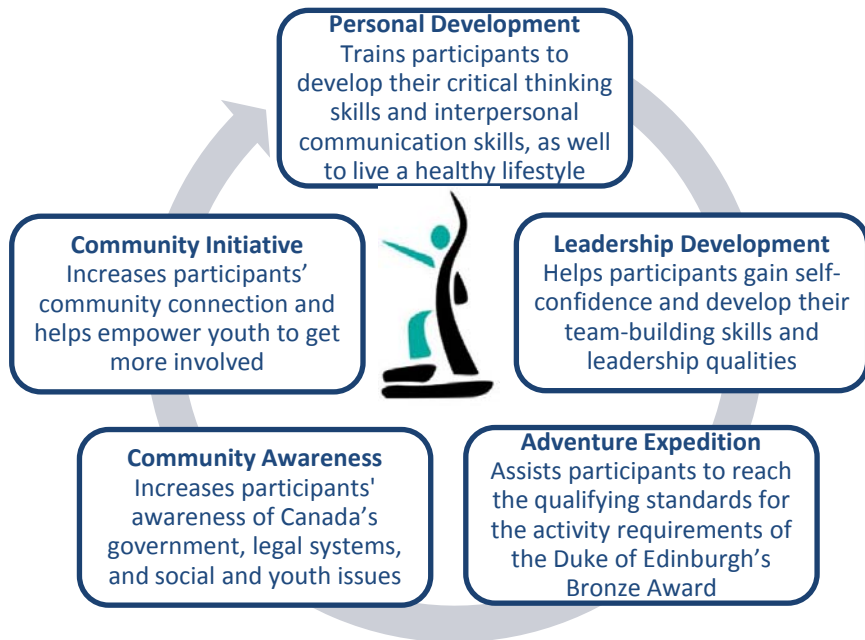 Personal Development
Trains participants to
develop their critical thinking
skills and interpersonal
communication skills, as well
to live a healthy lifestyle
Leadership Development
Helps participants gain self-
confidence and develop their
team-building skills and
leadership qualities
Adventure Expedition
Assists participants to reach
the qualifying standards for
the activity requirements of
the Duke of Edinburgh’s
Bronze Award
Community Awareness
Increases participants'
awareness of Canada’s
government, legal systems,
and social and youth issues
Community Initiative
Increases participants’
community connection and
helps empower youth to get
more involved